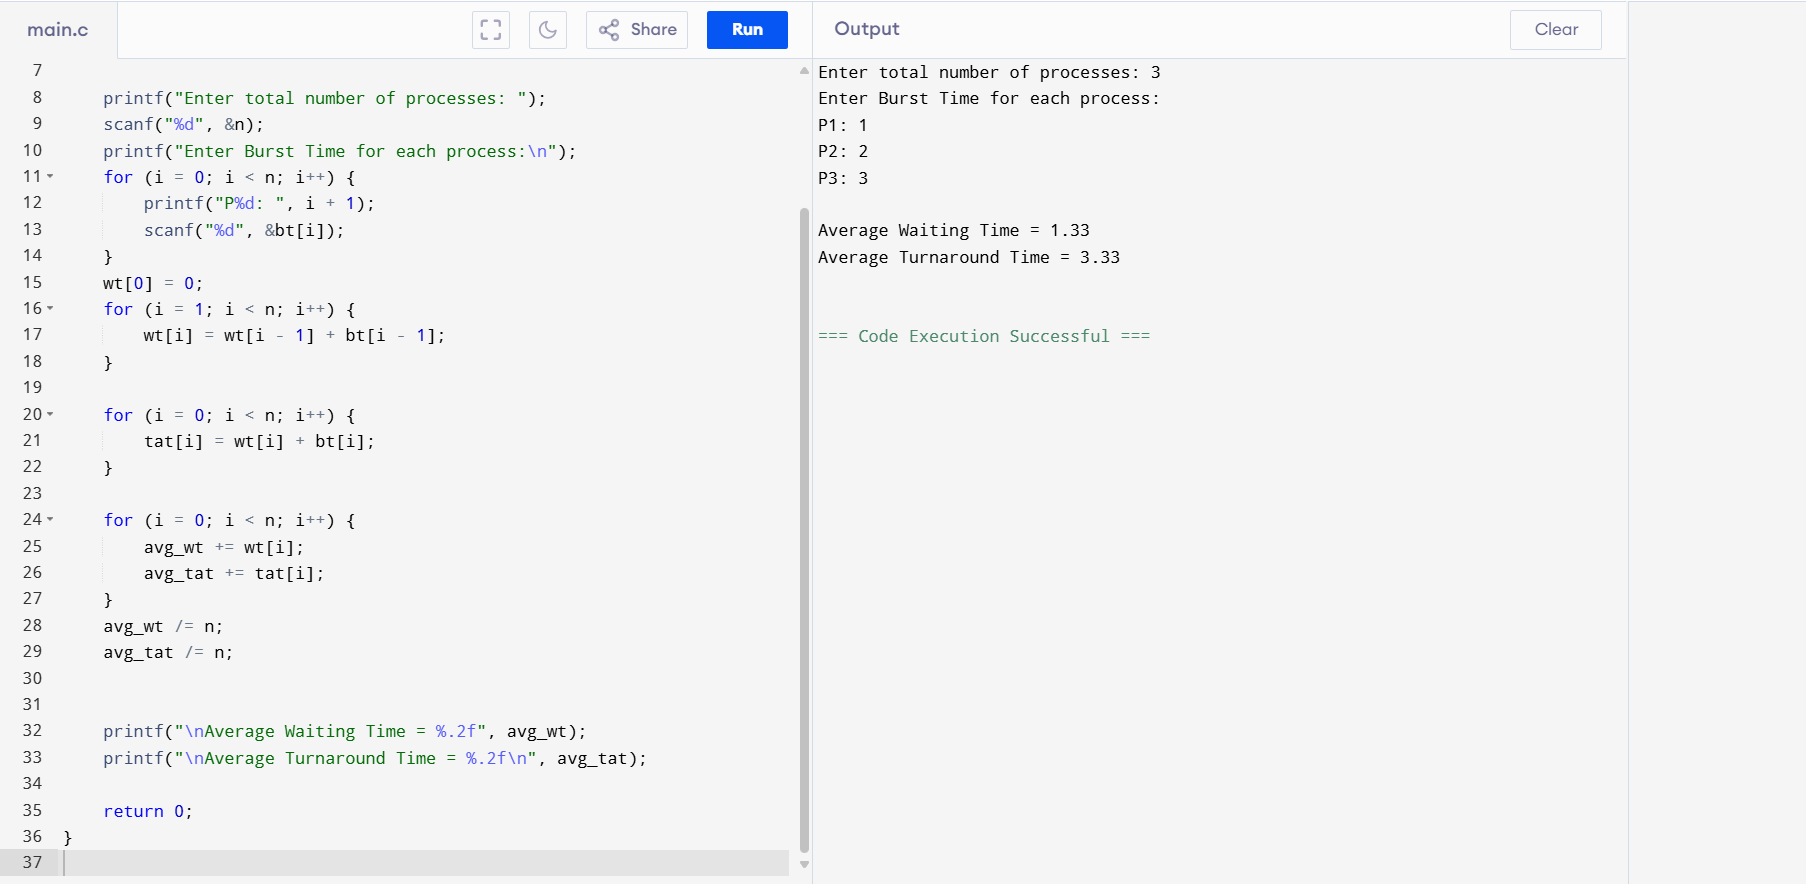 main.c
Share
Run
Output
Clear
7
8 printf("Enter total number of processes: ");
9 scanf("%d", &n);
10 printf("Enter Burst Time for each process:\n");
11 for (i = 0; i < n; i++) {
12 printf("P%d: ", i + 1);
13 scanf("%d", &bt[i]);
14 }
15 wt[0] = 0;
16 for (i = 1; i < n; i++) {
17 wt[i] = wt[i - 1] + bt[i - 1];
18 }
19
20 for (i = 0; i < n; i++) {
21 tat[i] = wt[i] + bt[i];
22 }
23
24 for (i = 0; i < n; i++) {
25 avg_wt += wt[i];
26 avg_tat += tat[i];
27 }
28 avg_wt /= n;
29 avg_tat /= n;
30
31
32 printf("\nAverage Waiting Time = %.2f", avg_wt);
33 printf("\nAverage Turnaround Time = %.2f\n", avg_tat);
34
35 return 0;
36 }
37
Enter total number of processes: 3
Enter Burst Time for each process:
P1: 1
P2: 2
P3: 3
Average Waiting Time = 1.33
Average Turnaround Time = 3.33
=== Code Execution Successful ===